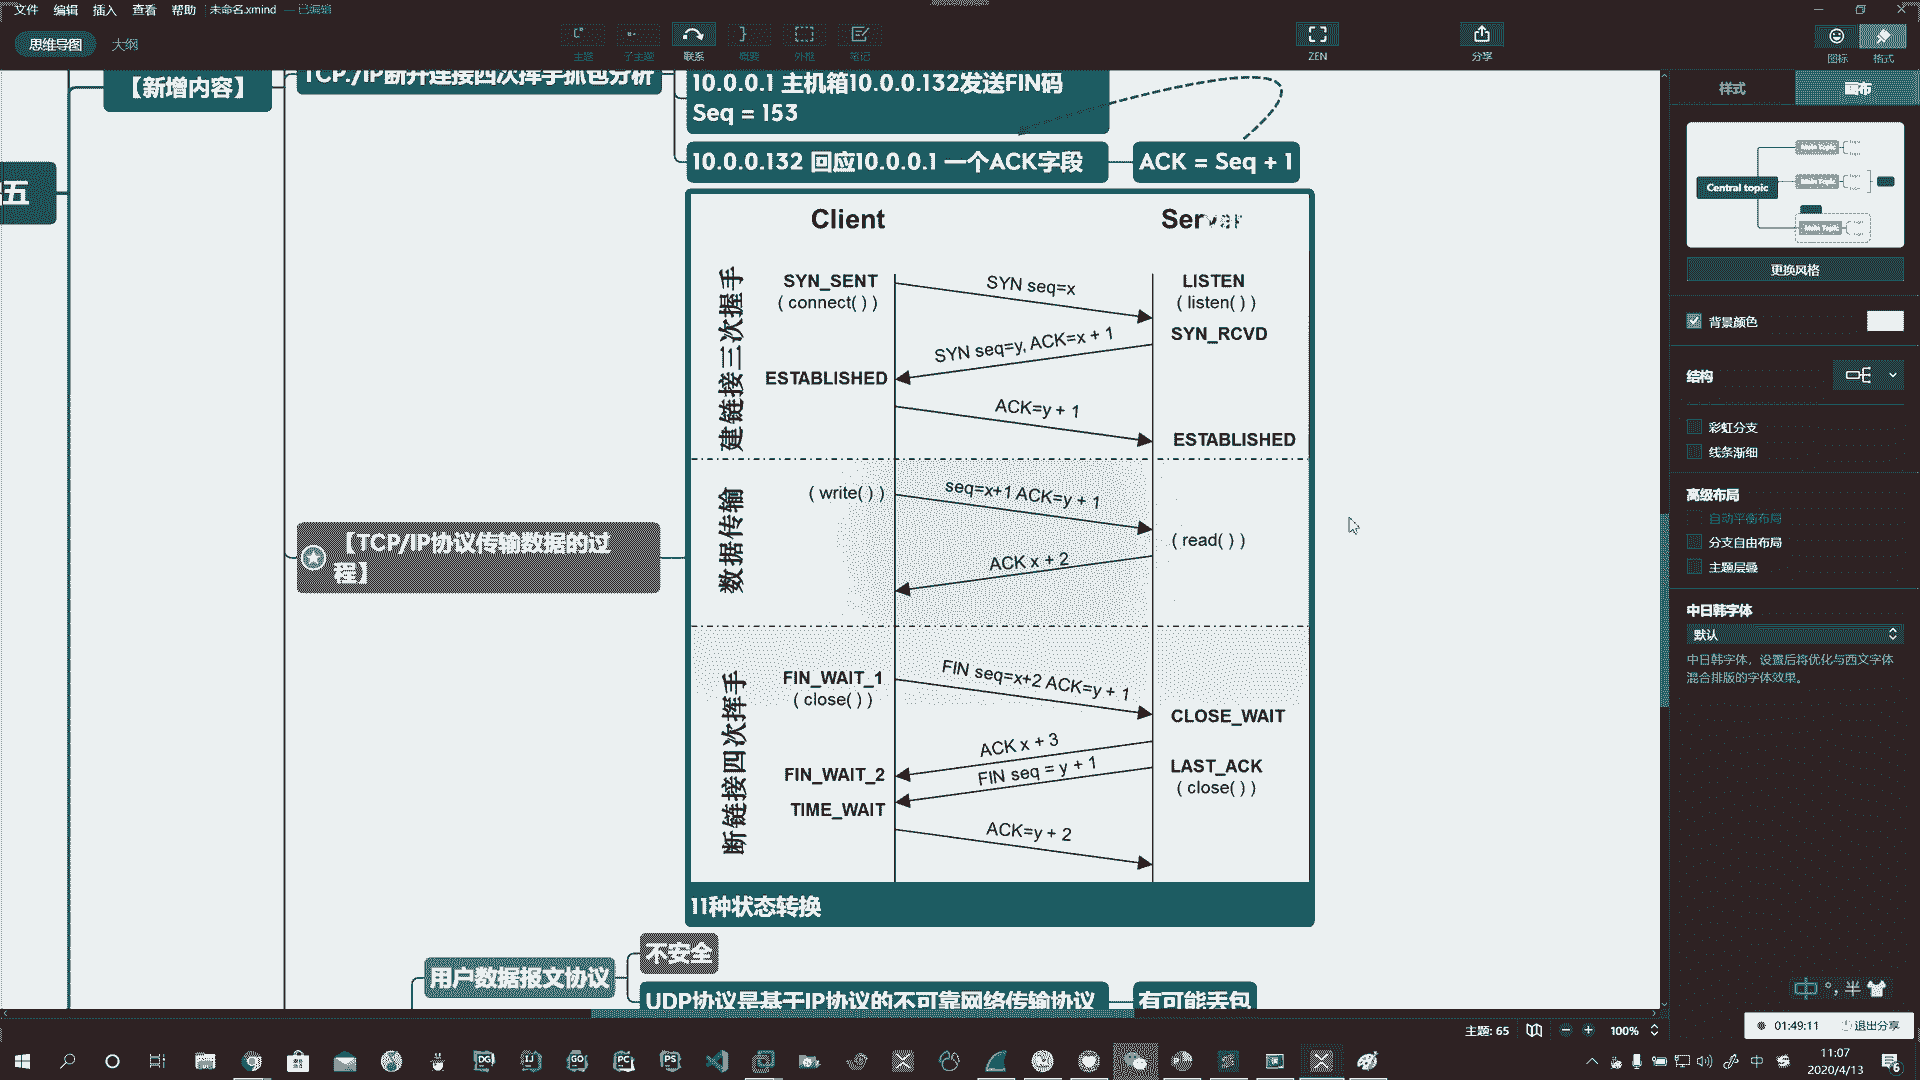 文件 编辑 插入 查看 帮助 未命名.xmind — 已编辑
思维导图 大纲
主题 子主题 联系 概要 外框 笔记 ZEN 分享 图标 格式
【新增内容】
TCP./IP断开连接四次挥手抓包分析
10.0.0.1 主机箱10.0.0.132发送FIN码
Seq = 153
10.0.0.132 回应10.0.0.1 一个ACK字段
ACK = Seq + 1
五
Client
建链接三次握手
SYN_SENT
( connect( ) )
SYN seq=x
LISTEN
( listen( ) )
SYN_RCVD
SYN seq=y, ACK=x + 1
ESTABLISHED
ACK=y + 1
ESTABLISHED
数据传输
( write( ) )
seq=x+1 ACK=y + 1
( read( ) )
ACK x + 2
断链接四次挥手
FIN_WAIT_1
( close( ) )
FIN seq=x+2 ACK=y + 1
CLOSE_WAIT
ACK x + 3
FIN_WAIT_2
FIN seq = y + 1
LAST_ACK
( close( ) )
TIME_WAIT
ACK=y + 2
11种状态转换
【TCP/IP协议传输数据的过
程】
用户数据报文协议
不安全
UDP协议是基于IP协议的不可靠网络传输协议
有可能丢包
样式 画布
Central topic
Main Topic
Main Topic
Main Topic
更换风格
背景颜色
结构
彩虹分支
线条渐细
高级布局
自动平衡布局
分支自由布局
主题层叠
中日韩字体
默认
中日韩字体，设置后将优化与西文字体
混合排版的字体效果。
中 °, 半
主题: 65 100%
01:49:11 退出分享
DG IJ GO PC PS
中
11:07
2020/4/13
6